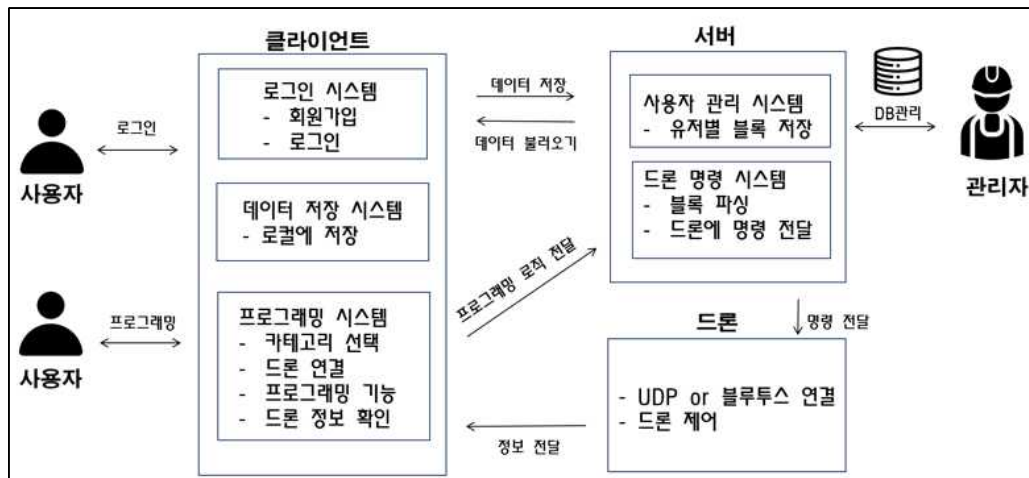 클라이언트
로그인 시스템
- 회원가입
- 로그인
데이터 저장 시스템
- 로컬에 저장
프로그래밍 시스템
- 카테고리 선택
- 드론 연결
- 프로그래밍 기능
- 드론 정보 확인
사용자
로그인
사용자
프로그래밍
데이터 저장
데이터 불러오기
프로그래밍 로직 전달
서버
사용자 관리 시스템
- 유저별 블록 저장
드론 명령 시스템
- 블록 파싱
- 드론에 명령 전달
DB관리
관리자
명령 전달
드론
- UDP or 블루투스 연결
- 드론 제어
정보 전달